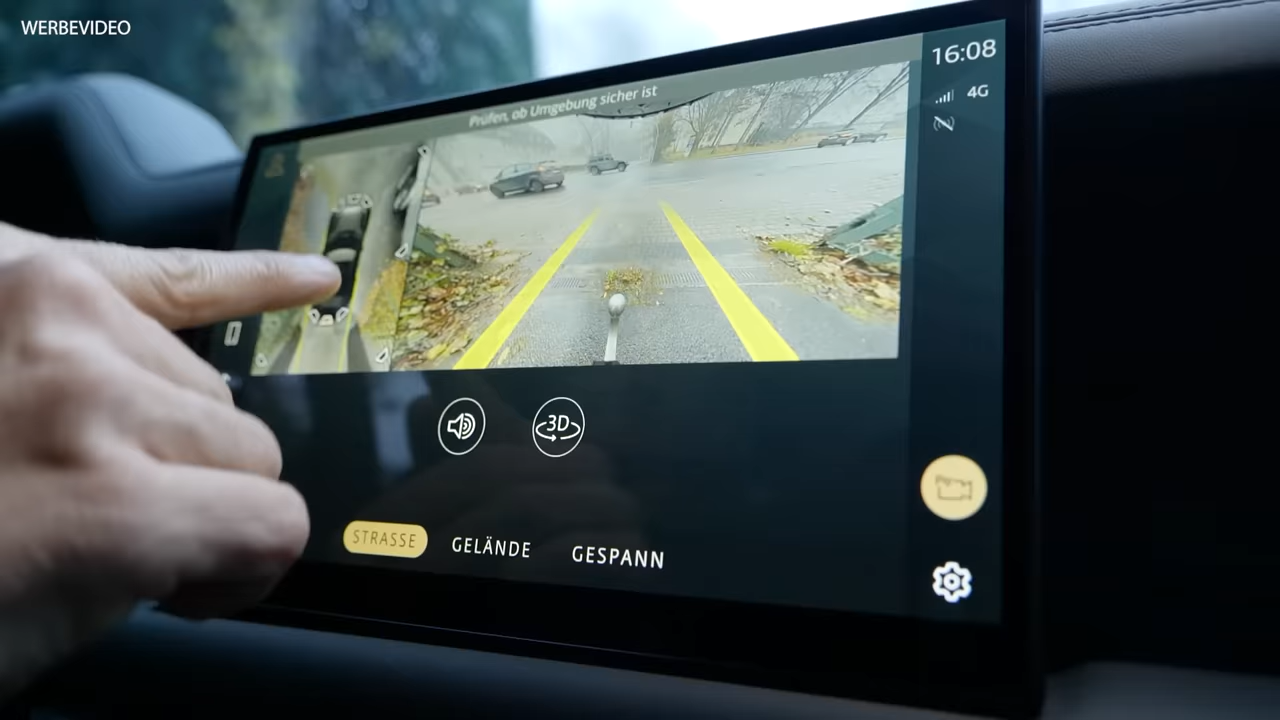 WERBEVIDEO
16:08
4G
Prüfen, ob Umgebung sicher ist
3D
STRASSE
GELÄNDE
GESPANN